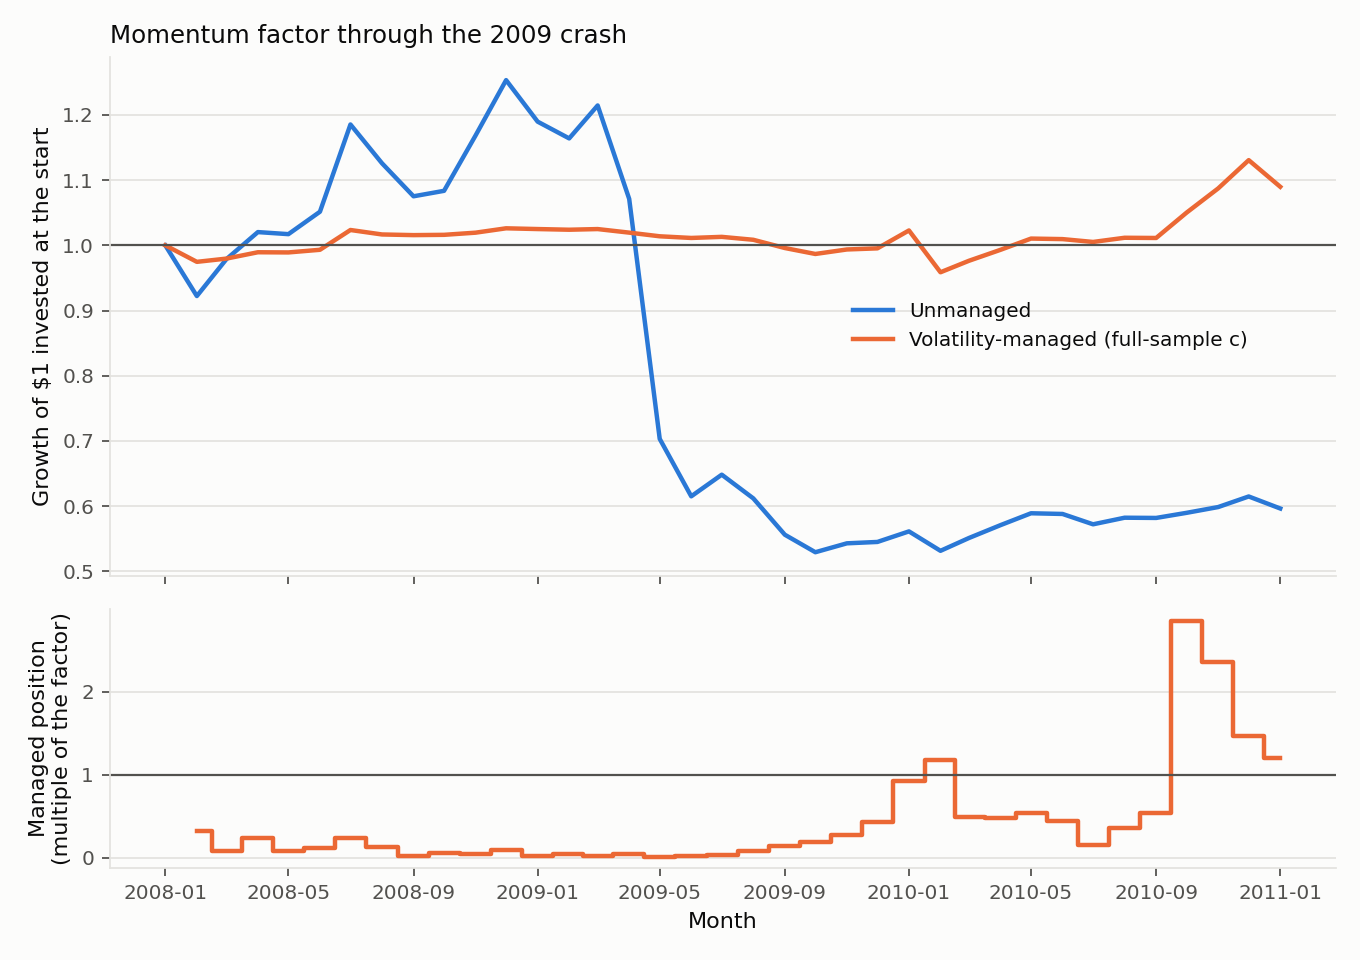 Momentum factor through the 2009 crash
Growth of $1 invested at the start
1.2
1.1
1.0
0.9
0.8
0.7
0.6
0.5
Unmanaged
Volatility-managed (full-sample c)
Managed position
(multiple of the factor)
2
1
0
2008-01 2008-05 2008-09 2009-01 2009-05 2009-09 2010-01 2010-05 2010-09 2011-01
Month